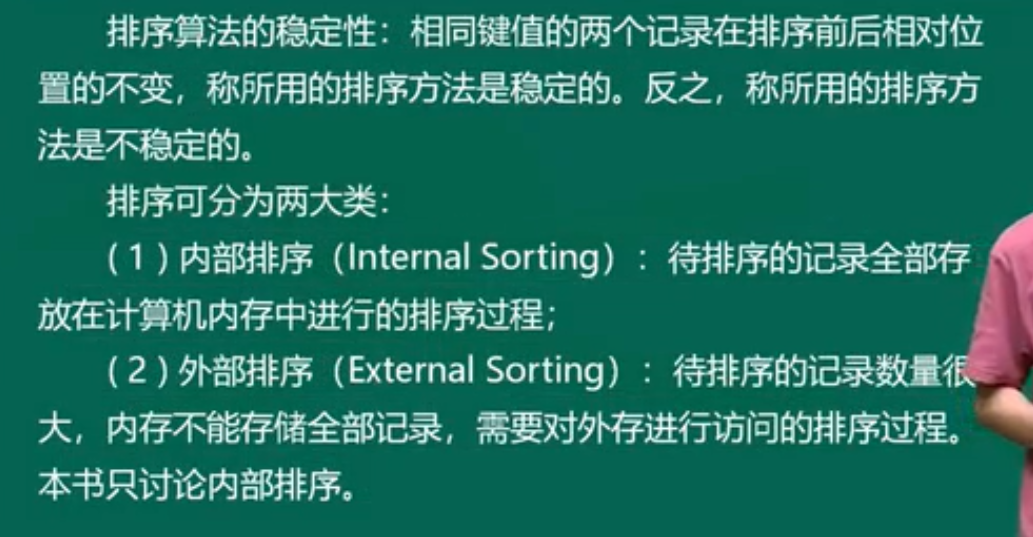 排序算法的稳定性：相同键值的两个记录在排序前后相对位
置的不变，称所用的排序方法是稳定的。反之，称所用的排序方
法是不稳定的。
排序可分为两大类：
（1）内部排序（Internal Sorting）：待排序的记录全部存
放在计算机内存中进行的排序过程；
（2）外部排序（External Sorting）：待排序的记录数量很
大，内存不能存储全部记录，需要对外存进行访问的排序过程。
本书只讨论内部排序。